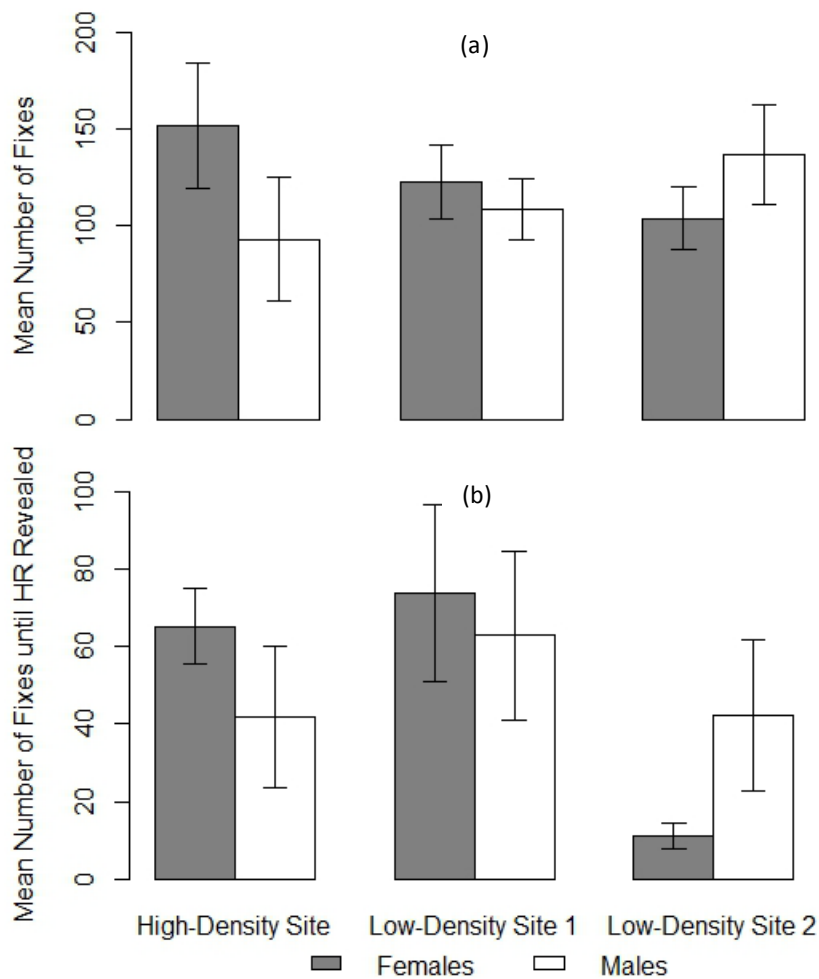 (a)
Mean Number of Fixes
200
150
100
50
0
(b)
Mean Number of Fixes until HR Revealed
100
80
60
40
20
0
High-Density Site
Low-Density Site 1
Low-Density Site 2
Females
Males